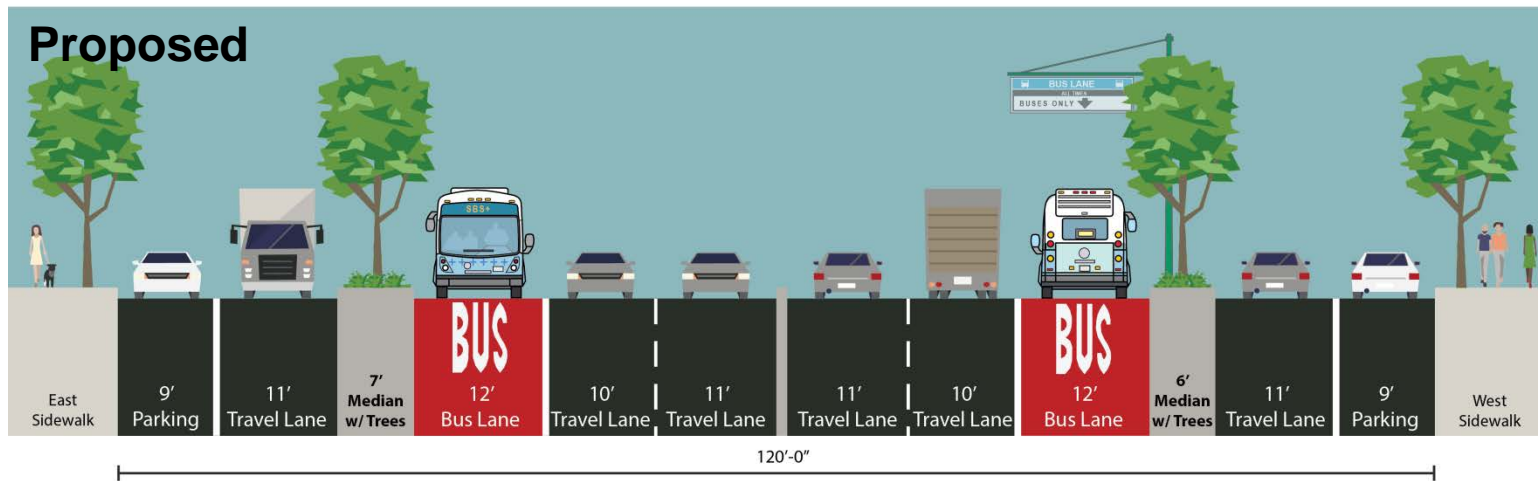 Proposed
BUS LANE
ALL TIMES
BUSES ONLY
SBS+
BUS
BUS
East
Sidewalk
9'
Parking
11'
Travel Lane
7'
Median
w/ Trees
12'
Bus Lane
10'
Travel Lane
11'
Travel Lane
11'
Travel Lane
10'
Travel Lane
12'
Bus Lane
6'
Median
w/ Trees
11'
Travel Lane
9'
Parking
West
Sidewalk
120'-0"